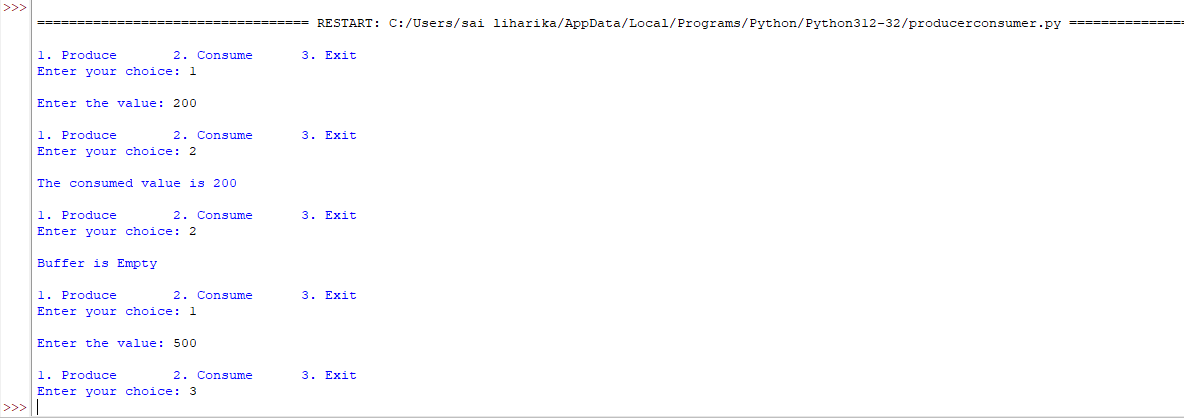 >>>
================================== RESTART: C:/Users/sai liharika/AppData/Local/Programs/Python/Python312-32/producerconsumer.py ===============
1. Produce       2. Consume      3. Exit
Enter your choice: 1
Enter the value: 200
1. Produce       2. Consume      3. Exit
Enter your choice: 2
The consumed value is 200
1. Produce       2. Consume      3. Exit
Enter your choice: 2
Buffer is Empty
1. Produce       2. Consume      3. Exit
Enter your choice: 1
Enter the value: 500
1. Produce       2. Consume      3. Exit
Enter your choice: 3
>>>